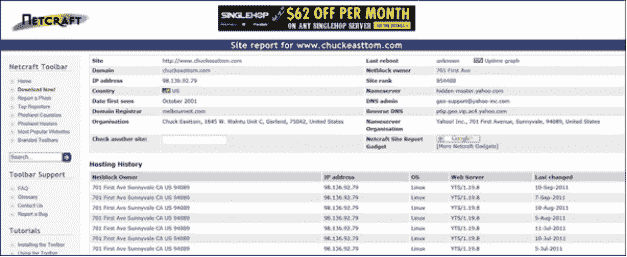 NETCRAFT
SINGLEHOP
$62 OFF PER MONTH
ON ANY SINGLEHOP SERVER
Site report for www.chuckeasttom.com
Netcraft Toolbar
Home
Download Now!
Report a Phish
Top Reporters
Phishiest Countries
Phishiest Hosters
Most Popular Websites
Branded Toolbars
Search...
Toolbar Support
FAQ
Glossary
Contact Us
Report a Bug
Tutorials
Installing the Toolbar
Using the Toolbar
Site http://www.chuckeasttom.com Last reboot unknown Uptime graph
Domain chuckeasttom.com Netblock owner 701 First Ave
IP address 98.136.92.79 Site rank
Country US Nameserver hidden-master.yahoo.com
Date first seen October 2001 DNS admin geo-support@yahoo-inc.com
Domain Registrar melbourneit.com Reverse DNS p6p.geo.vip.ac4.yahoo.com
Organisation Chuck Easttom, Garland, 75042, United States Nameserver Organisation Yahoo! Inc., 701 First Avenue, Sunnyvale, 94089, United States
Check another site: Netcraft Site Report Gadget Google
[More Netcraft Gadgets]
Hosting History
Netblock Owner IP address OS Web Server Last changed
701 First Ave Sunnyvale CA US 94089 98.136.92.79 Linux YTS/1.19.8 10-Sep-2011
701 First Ave Sunnyvale CA US 94089 98.136.92.79 Linux YTS/1.19.8 7-Sep-2011
701 First Ave Sunnyvale CA US 94089 98.136.92.79 Linux YTS/1.19.8 10-Aug-2011
701 First Ave Sunnyvale CA US 94089 98.136.92.79 Linux YTS/1.19.8 5-Aug-2011
701 First Ave Sunnyvale CA US 94089 98.136.92.79 Linux YTS/1.19.8 11-Jul-2011
701 First Ave Sunnyvale CA US 94089 98.136.92.79 Linux YTS/1.19.8 10-Jul-2011
701 First Ave Sunnyvale CA US 94089 98.136.92.79 Linux YTS/1.19.8 5-Jul-2011